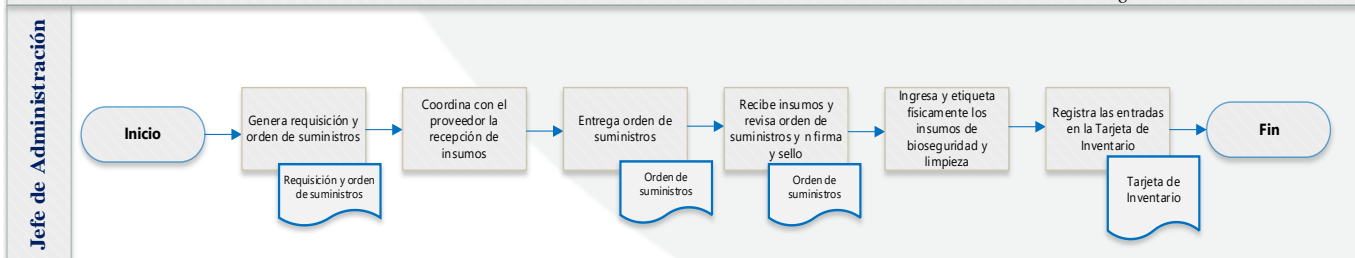 Jefe de Administración
Inicio
Genera requisición y
orden de suministros
Requisición y orden
de suministros
Coordina con el
proveedor la
recepción de
insumos
Entrega orden de
suministros
Orden de
suministros
Recibe insumos y
revisa orden de
suministros y n firma
y sello
Orden de
suministros
Ingresa y etiqueta
físicamente los
insumos de
bioseguridad y
limpieza
Registra las entradas
en la Tarjeta de
Inventario
Tarjeta de
Inventario
Fin